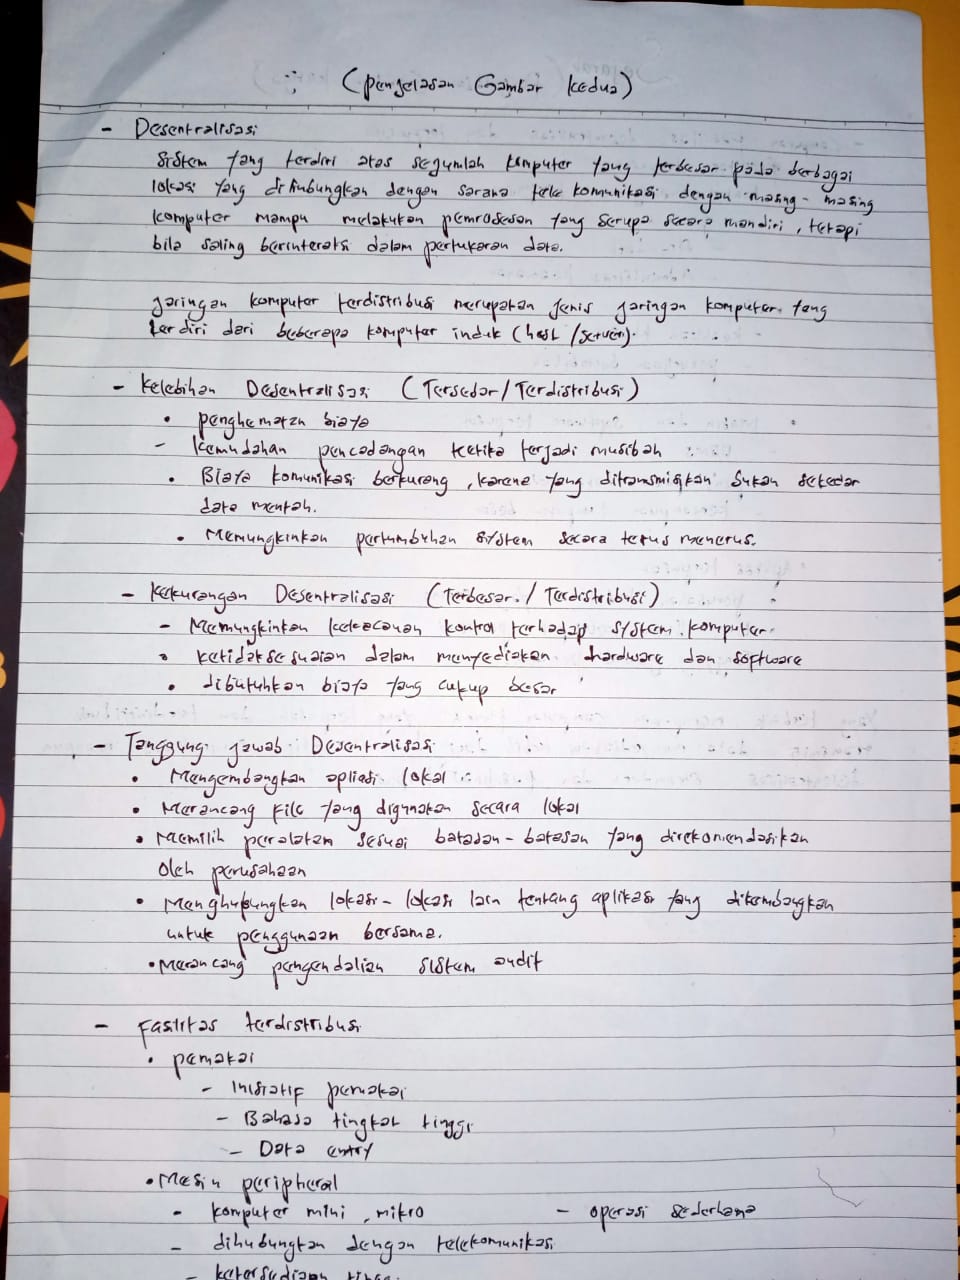 (penjelasan Gambar kedua)
- Desentralisasi
sistem yang terdiri atas sejumlah komputer yang terbesar pada berbagai
lokasi yang dihubungkan dengan sarana tele komunikasi dengan masing - masing
komputer mampu melakukan pemrosesan yang serupa secara mandiri, tetapi
bila saling berinteraksi dalam pertukaran data.
jaringan komputer terdistribusi merupakan jenis jaringan komputer yang
terdiri dari beberapa komputer induk (host / server).
- kelebihan Desentralisasi (Tersebar / Terdistribusi)
• penghematan biaya
- kemudahan pencadangan ketika terjadi musibah
• Biaya komunikasi berkurang, karena yang ditransmisikan bukan sekedar
data mentah.
• Memungkinkan pertumbuhan system secara terus menerus.
- kekurangan Desentralisasi (Terbesar / Terdistribusi)
- Memungkinkan kekacauan kontrol terhadap system komputer
• ketidaksesuaian dalam menyediakan hardware dan software
• dibutuhkan biaya yang cukup besar
- Tanggung jawab Desentralisasi
• Mengembangkan apliasi lokal
• Merancang file yang digunakan secara lokal
• Memilih peralatan sesuai batasan - batasan yang direkomendasikan
oleh perusahaan
• Menghubungkan lokasi - lokasi lain tentang aplikasi yang dikembangkan
untuk penggunaan bersama.
• Merancang pengendalian sistem audit
- Fasilitas terdistribusi
• pemakai
- Inisiatif pemakai
- Bahasa tingkat tinggi
- Data entry
• Mesin peripheral
- komputer mini, mikro - operasi sederhana
- dihubungkan dengan telekomunikasi
- ketersediaan